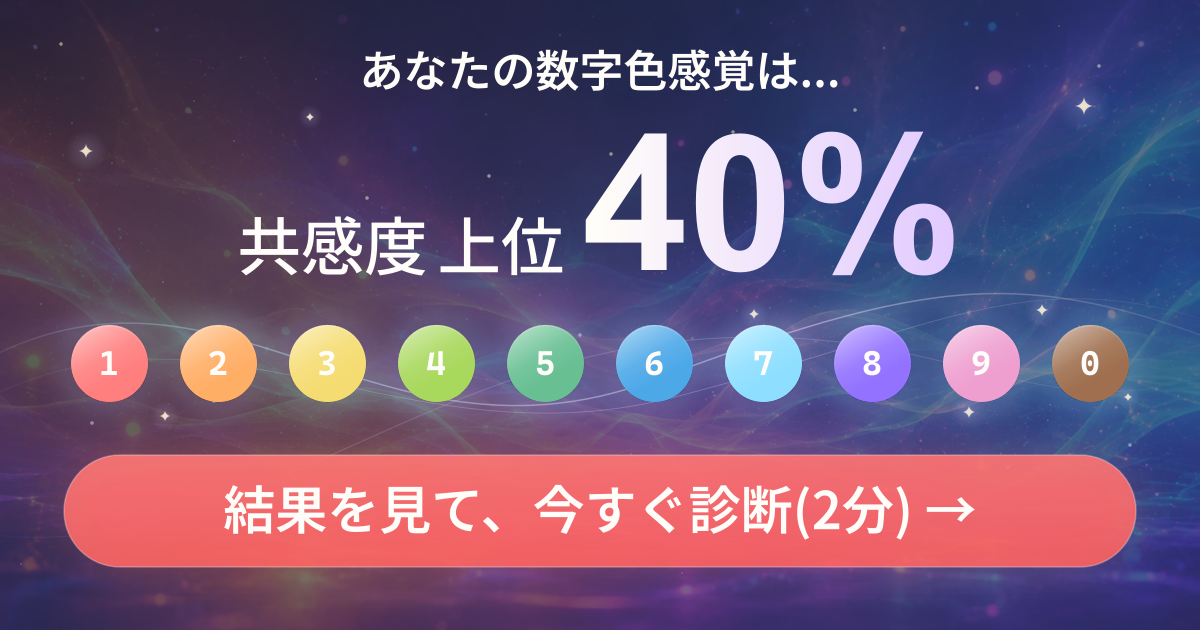 あなたの数字色感覚は...
共感度 上位 40%
1 2 3 4 5 6 7 8 9 0
結果を見て、今すぐ診断(2分) →